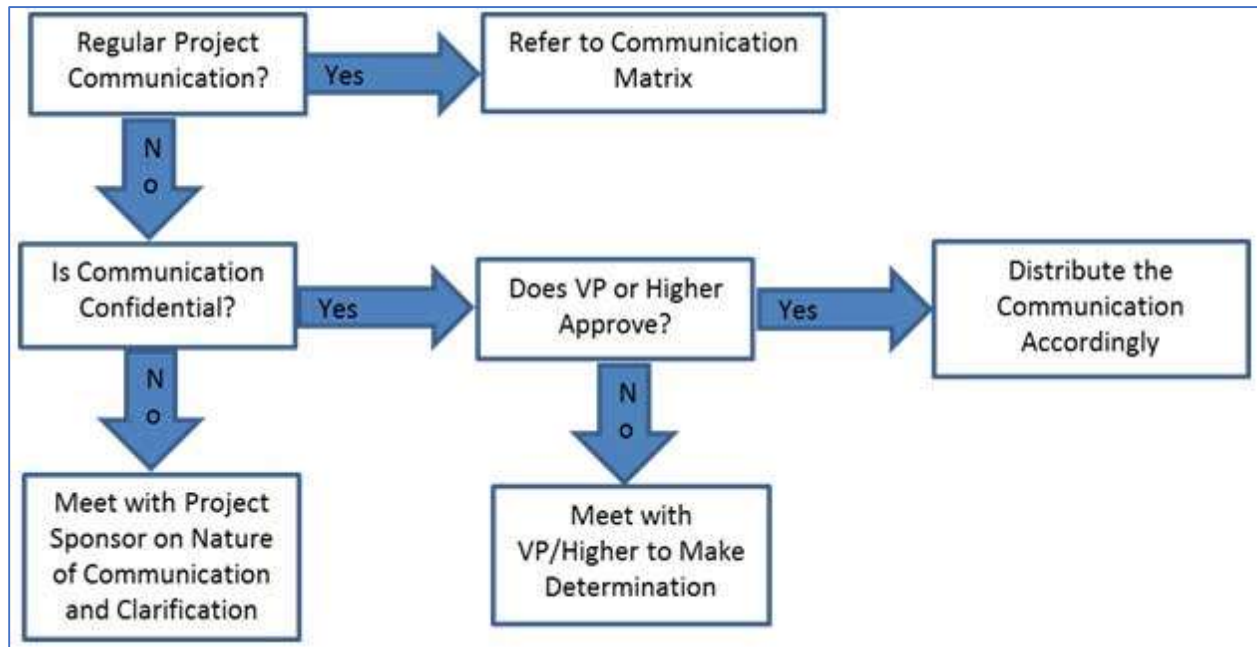 Regular Project
Communication?
Yes
Refer to Communication
Matrix
N
o
Is Communication
Confidential?
Yes
Does VP or Higher
Approve?
Yes
Distribute the
Communication
Accordingly
N
o
N
o
Meet with Project
Sponsor on Nature
of Communication
and Clarification
Meet with
VP/Higher to Make
Determination